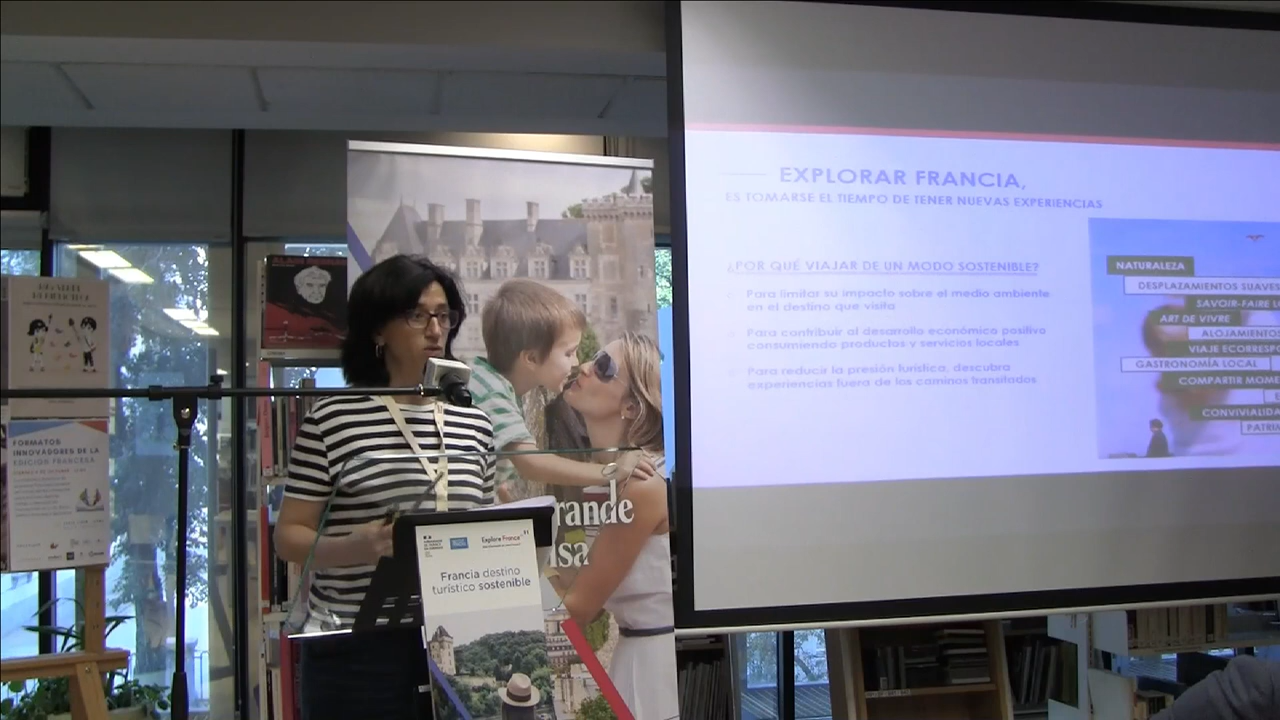 EXPLORAR FRANCIA,
ES TOMARSE EL TIEMPO DE TENER NUEVAS EXPERIENCIAS
¿POR QUÉ VIAJAR DE UN MODO SOSTENIBLE?
Para limitar su impacto sobre el medio ambiente
en el destino que visita
Para contribuir al desarrollo económico positivo
consumiendo productos y servicios locales
Para reducir la presión turística, descubra
experiencias fuera de los caminos transitados
NATURALEZA
DESPLAZAMIENTOS SUAVES
SAVOIR-FAIRE
ART DE VIVRE
ALOJAMIENTOS
VIAJE ECORRESPO
GASTRONOMÍA LOCAL
COMPARTIR MOME
CONVIVIALIDA
PATRIM
FORMATOS
INNOVADORES DE LA
EDICIÓN FRANCESA
rande
isa
Explore France
Francia destino
turístico sostenible